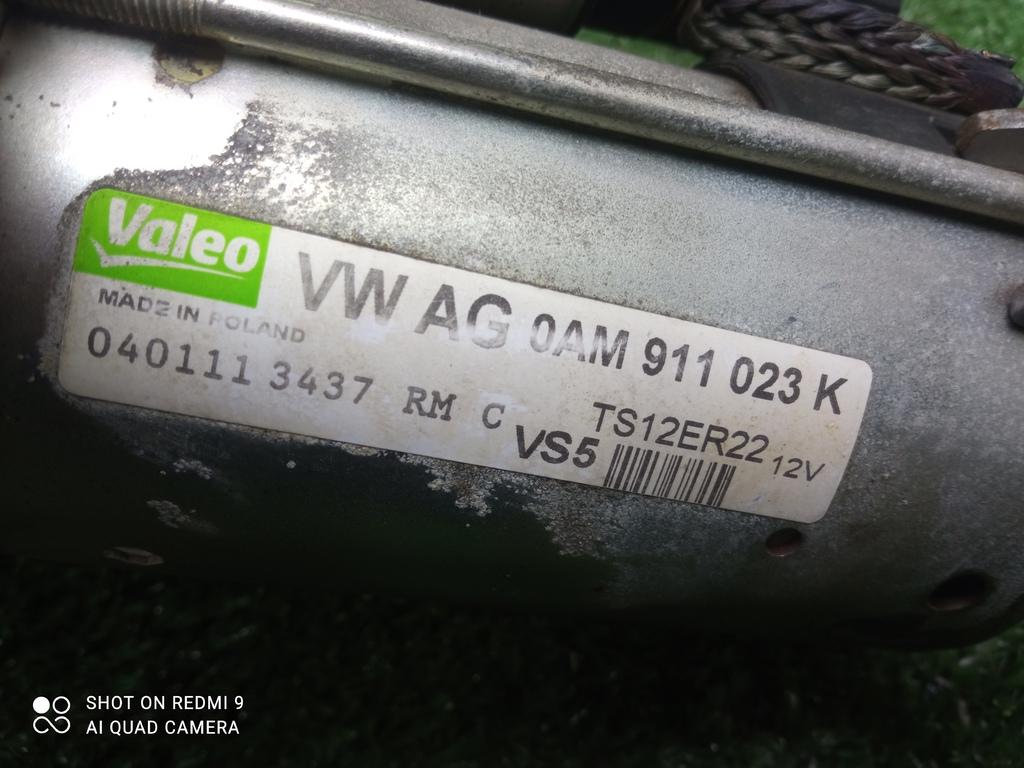 Valeo
MADE IN POLAND
VW AG 0AM 911 023 K
040111 3437 RM C
TS12ER22 12V
VS5
SHOT ON REDMI 9
AI QUAD CAMERA